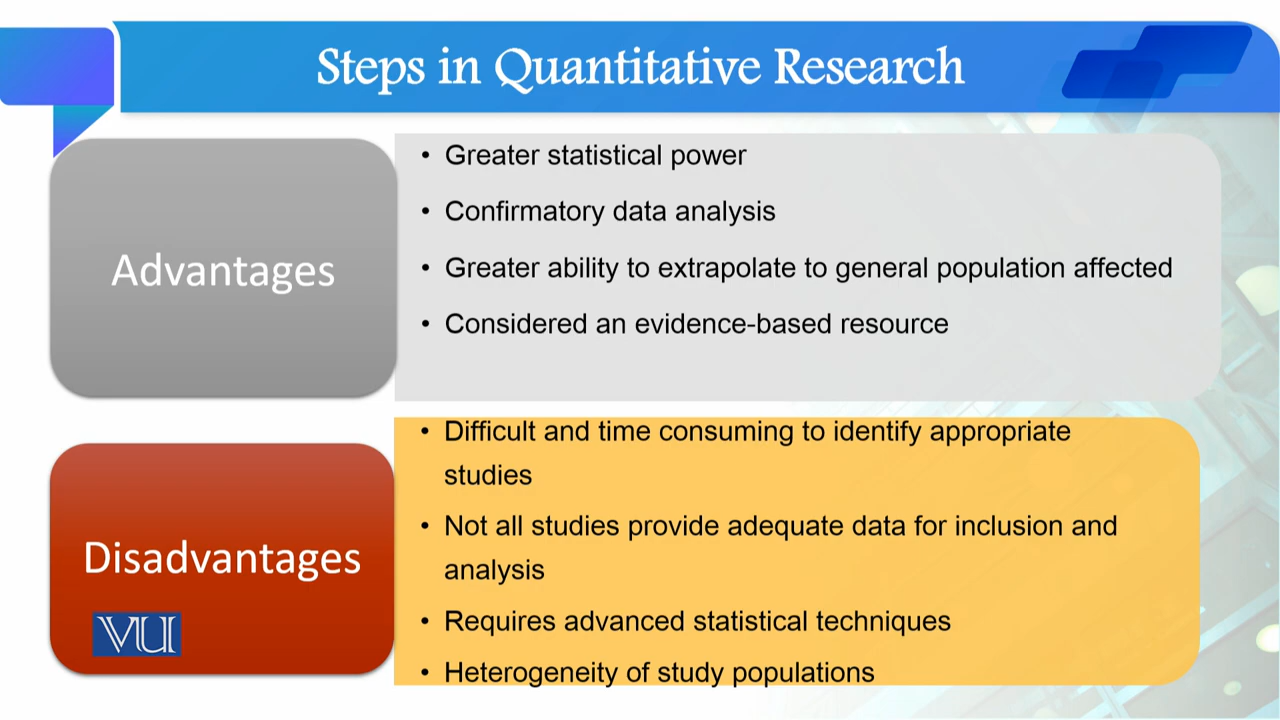 Steps in Quantitative Research
Advantages
• Greater statistical power
• Confirmatory data analysis
• Greater ability to extrapolate to general population affected
• Considered an evidence-based resource
Disadvantages
• Difficult and time consuming to identify appropriate
studies
• Not all studies provide adequate data for inclusion and
analysis
• Requires advanced statistical techniques
• Heterogeneity of study populations
VU